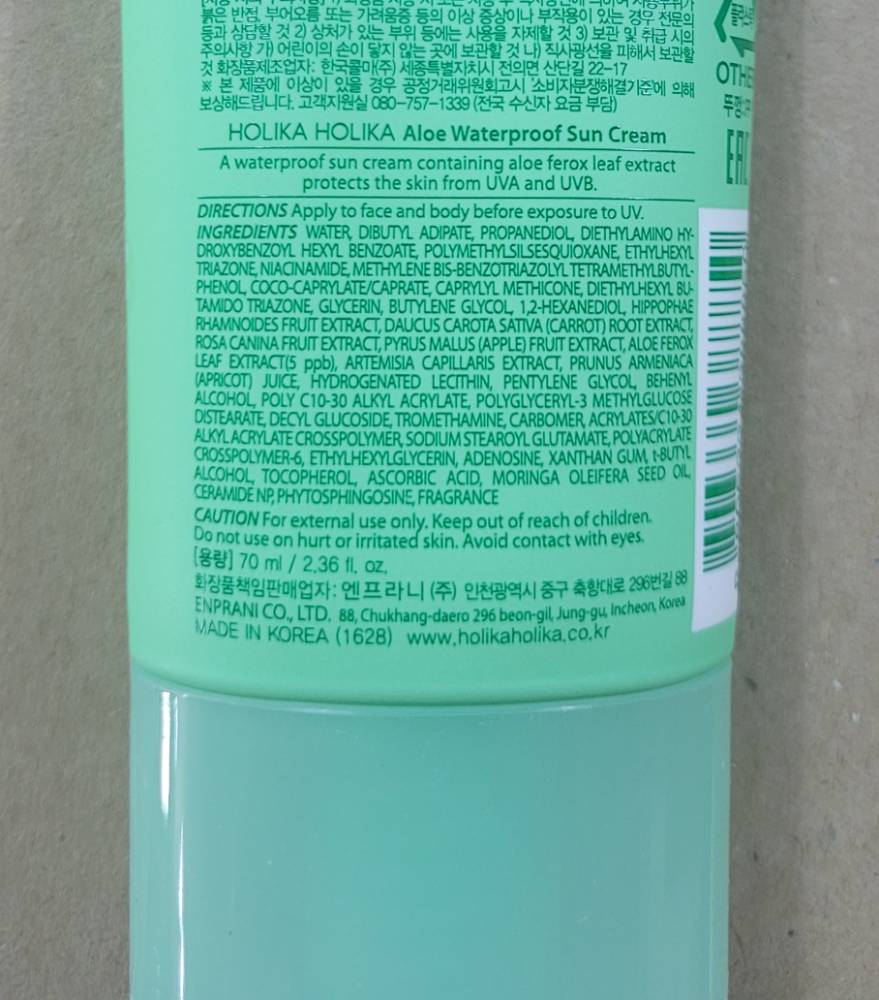 붉은 반점, 부어오름 또는 가려움증 등의 이상 증상이나 부작용이 있는 경우 전문의
등과 상담할 것 2) 상처가 있는 부위 등에는 사용을 자제할 것 3) 보관 및 취급 시의
주의사항 가) 어린이의 손이 닿지 않는 곳에 보관할 것 나) 직사광선을 피해서 보관할
것 화장품제조업자: 한국콜마(주) 세종특별자치시 전의면 산단길 22-17
※ 본 제품에 이상이 있을 경우 공정거래위원회고시 '소비자분쟁해결기준'에 의해
보상해드립니다. 고객지원실 080-757-1339 (전국 수신자 요금 부담)
OTHE
뚜껑
EAC
HOLIKA HOLIKA Aloe Waterproof Sun Cream
A waterproof sun cream containing aloe ferox leaf extract
protects the skin from UVA and UVB.
DIRECTIONS Apply to face and body before exposure to UV.
INGREDIENTS WATER, DIBUTYL ADIPATE, PROPANEDIOL, DIETHYLAMINO HY-
DROXYBENZOYL HEXYL BENZOATE, POLYMETHYLSILSESQUIOXANE, ETHYLHEXYL
TRIAZONE, NIACINAMIDE, METHYLENE BIS-BENZOTRIAZOLYL TETRAMETHYLBUTYL-
PHENOL, COCO-CAPRYLATE/CAPRATE, CAPRYLYL METHICONE, DIETHYLHEXYL BU-
TAMIDO TRIAZONE, GLYCERIN, BUTYLENE GLYCOL, 1,2-HEXANEDIOL, HIPPOPHAE
RHAMNOIDES FRUIT EXTRACT, DAUCUS CAROTA SATIVA (CARROT) ROOT EXTRACT,
ROSA CANINA FRUIT EXTRACT, PYRUS MALUS (APPLE) FRUIT EXTRACT, ALOE FEROX
LEAF EXTRACT(5 ppb), ARTEMISIA CAPILLARIS EXTRACT, PRUNUS ARMENIACA
(APRICOT) JUICE, HYDROGENATED LECITHIN, PENTYLENE GLYCOL, BEHENYL
ALCOHOL, POLY C10-30 ALKYL ACRYLATE, POLYGLYCERYL-3 METHYLGLUCOSE
DISTEARATE, DECYL GLUCOSIDE, TROMETHAMINE, CARBOMER, ACRYLATES/C10-30
ALKYL ACRYLATE CROSSPOLYMER, SODIUM STEAROYL GLUTAMATE, POLYACRYLATE
CROSSPOLYMER-6, ETHYLHEXYLGLYCERIN, ADENOSINE, XANTHAN GUM, t-BUTYL
ALCOHOL, TOCOPHEROL, ASCORBIC ACID, MORINGA OLEIFERA SEED OIL,
CERAMIDE NP, PHYTOSPHINGOSINE, FRAGRANCE
CAUTION For external use only. Keep out of reach of children.
Do not use on hurt or irritated skin. Avoid contact with eyes.
[용량] 70 ml / 2.36 fl. oz.
화장품책임판매업자: 엔프라니 (주) 인천광역시 중구 축항대로 296번길 88
ENPRANI CO., LTD. 88, Chukhang-daero 296 beon-gil, Jung-gu, Incheon, Korea
MADE IN KOREA (1628) www.holikaholika.co.kr